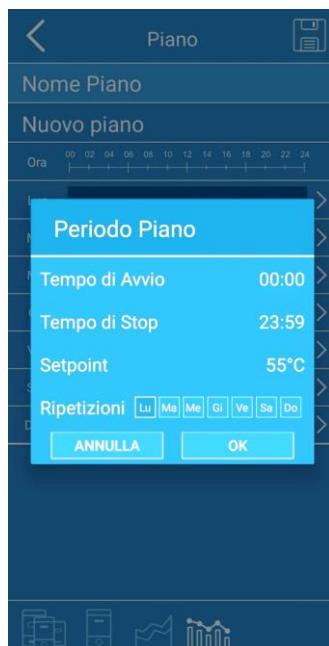 Piano
Nome Piano
Nuovo piano
Ora 00 02 04 06 08 10 12 14 16 18 20 22 24
Periodo Piano
Tempo di Avvio 00:00
Tempo di Stop 23:59
Setpoint 55°C
Ripetizioni Lu Ma Me Gi Ve Sa Do
ANNULLA OK